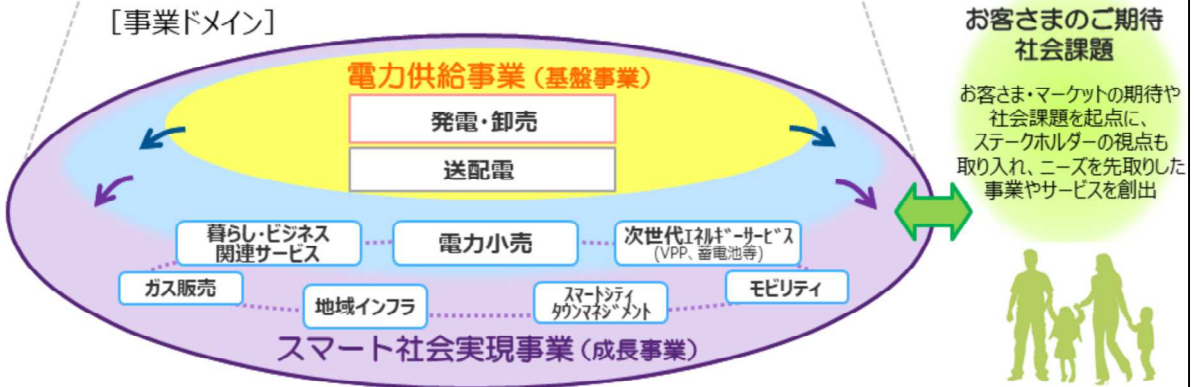 [事業ドメイン]
電力供給事業(基盤事業)
発電・卸売
送配電
暮らし・ビジネス
関連サービス
電力小売
次世代エネルギーサービス
(VPP、蓄電池等)
ガス販売
地域インフラ
スマートシティ
タウンマネジメント
モビリティ
スマート社会実現事業(成長事業)
お客さまのご期待
社会課題
お客さま・マーケットの期待や
社会課題を起点に、
ステークホルダーの視点も
取り入れ、ニーズを先取りした
事業やサービスを創出